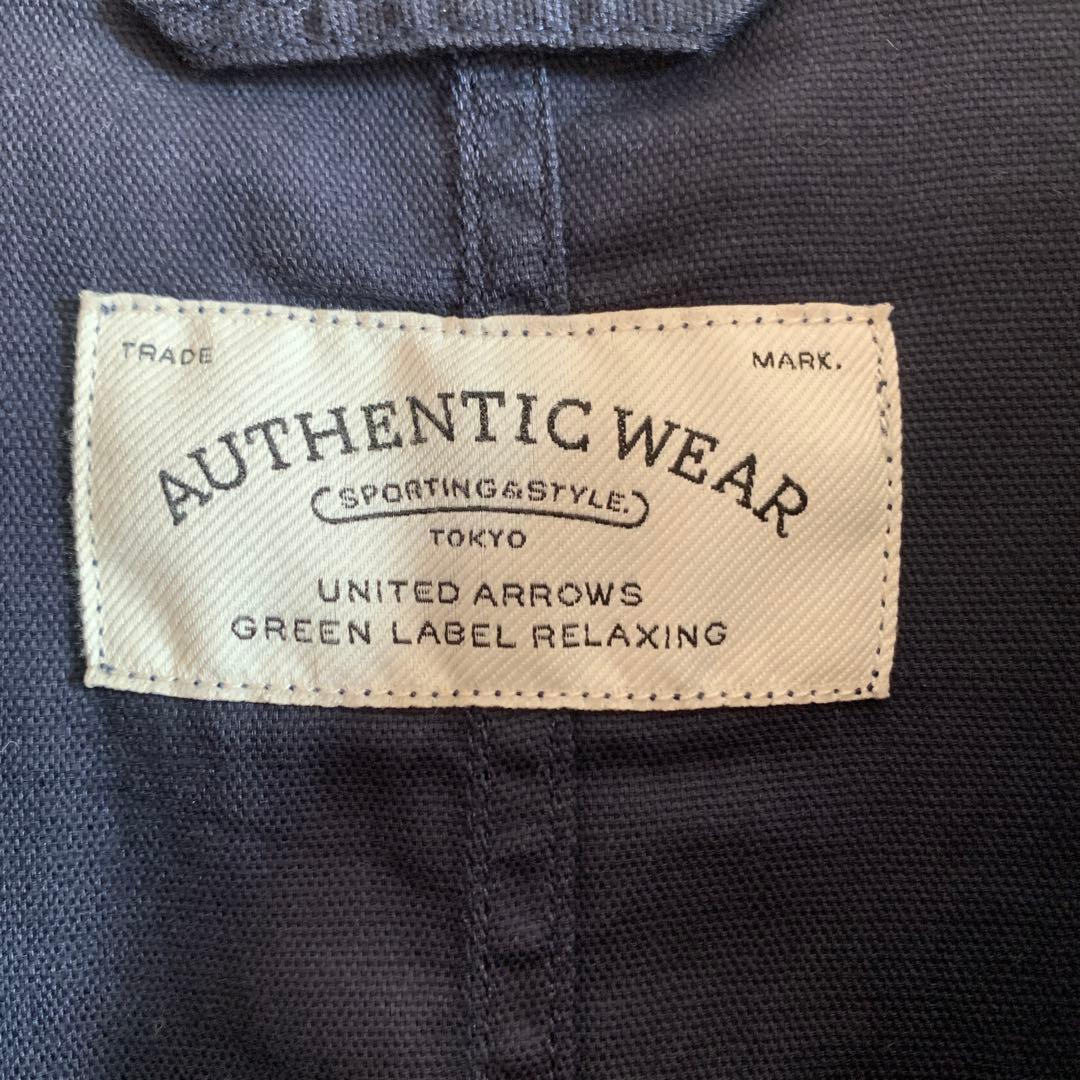 TRADE MARK.
AUTHENTIC WEAR
SPORTING&STYLE.
TOKYO
UNITED ARROWS
GREEN LABEL RELAXING